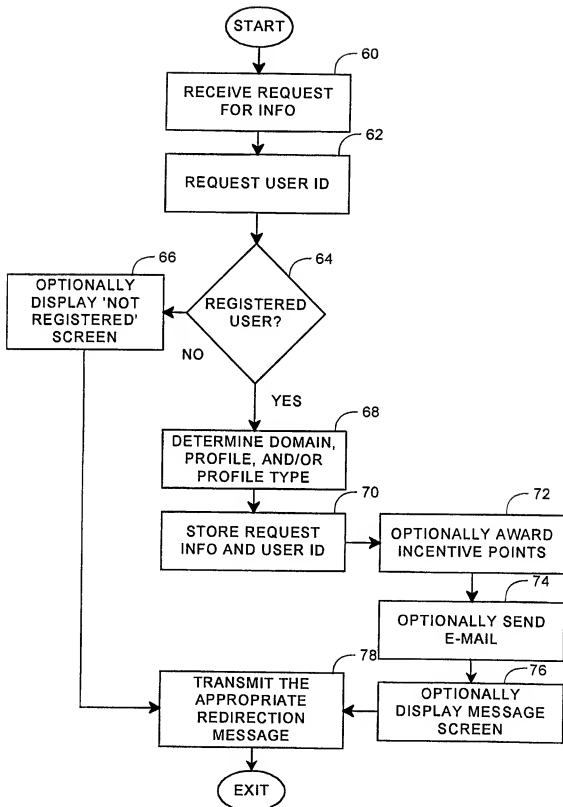 START
60
RECEIVE REQUEST
FOR INFO
62
REQUEST USER ID
64
REGISTERED
USER?
66
OPTIONALLY
DISPLAY 'NOT
REGISTERED'
SCREEN
NO
YES
68
DETERMINE DOMAIN,
PROFILE, AND/OR
PROFILE TYPE
70
STORE REQUEST
INFO AND USER ID
72
OPTIONALLY AWARD
INCENTIVE POINTS
74
OPTIONALLY SEND
E-MAIL
76
OPTIONALLY
DISPLAY MESSAGE
SCREEN
78
TRANSMIT THE
APPROPRIATE
REDIRECTION
MESSAGE
EXIT